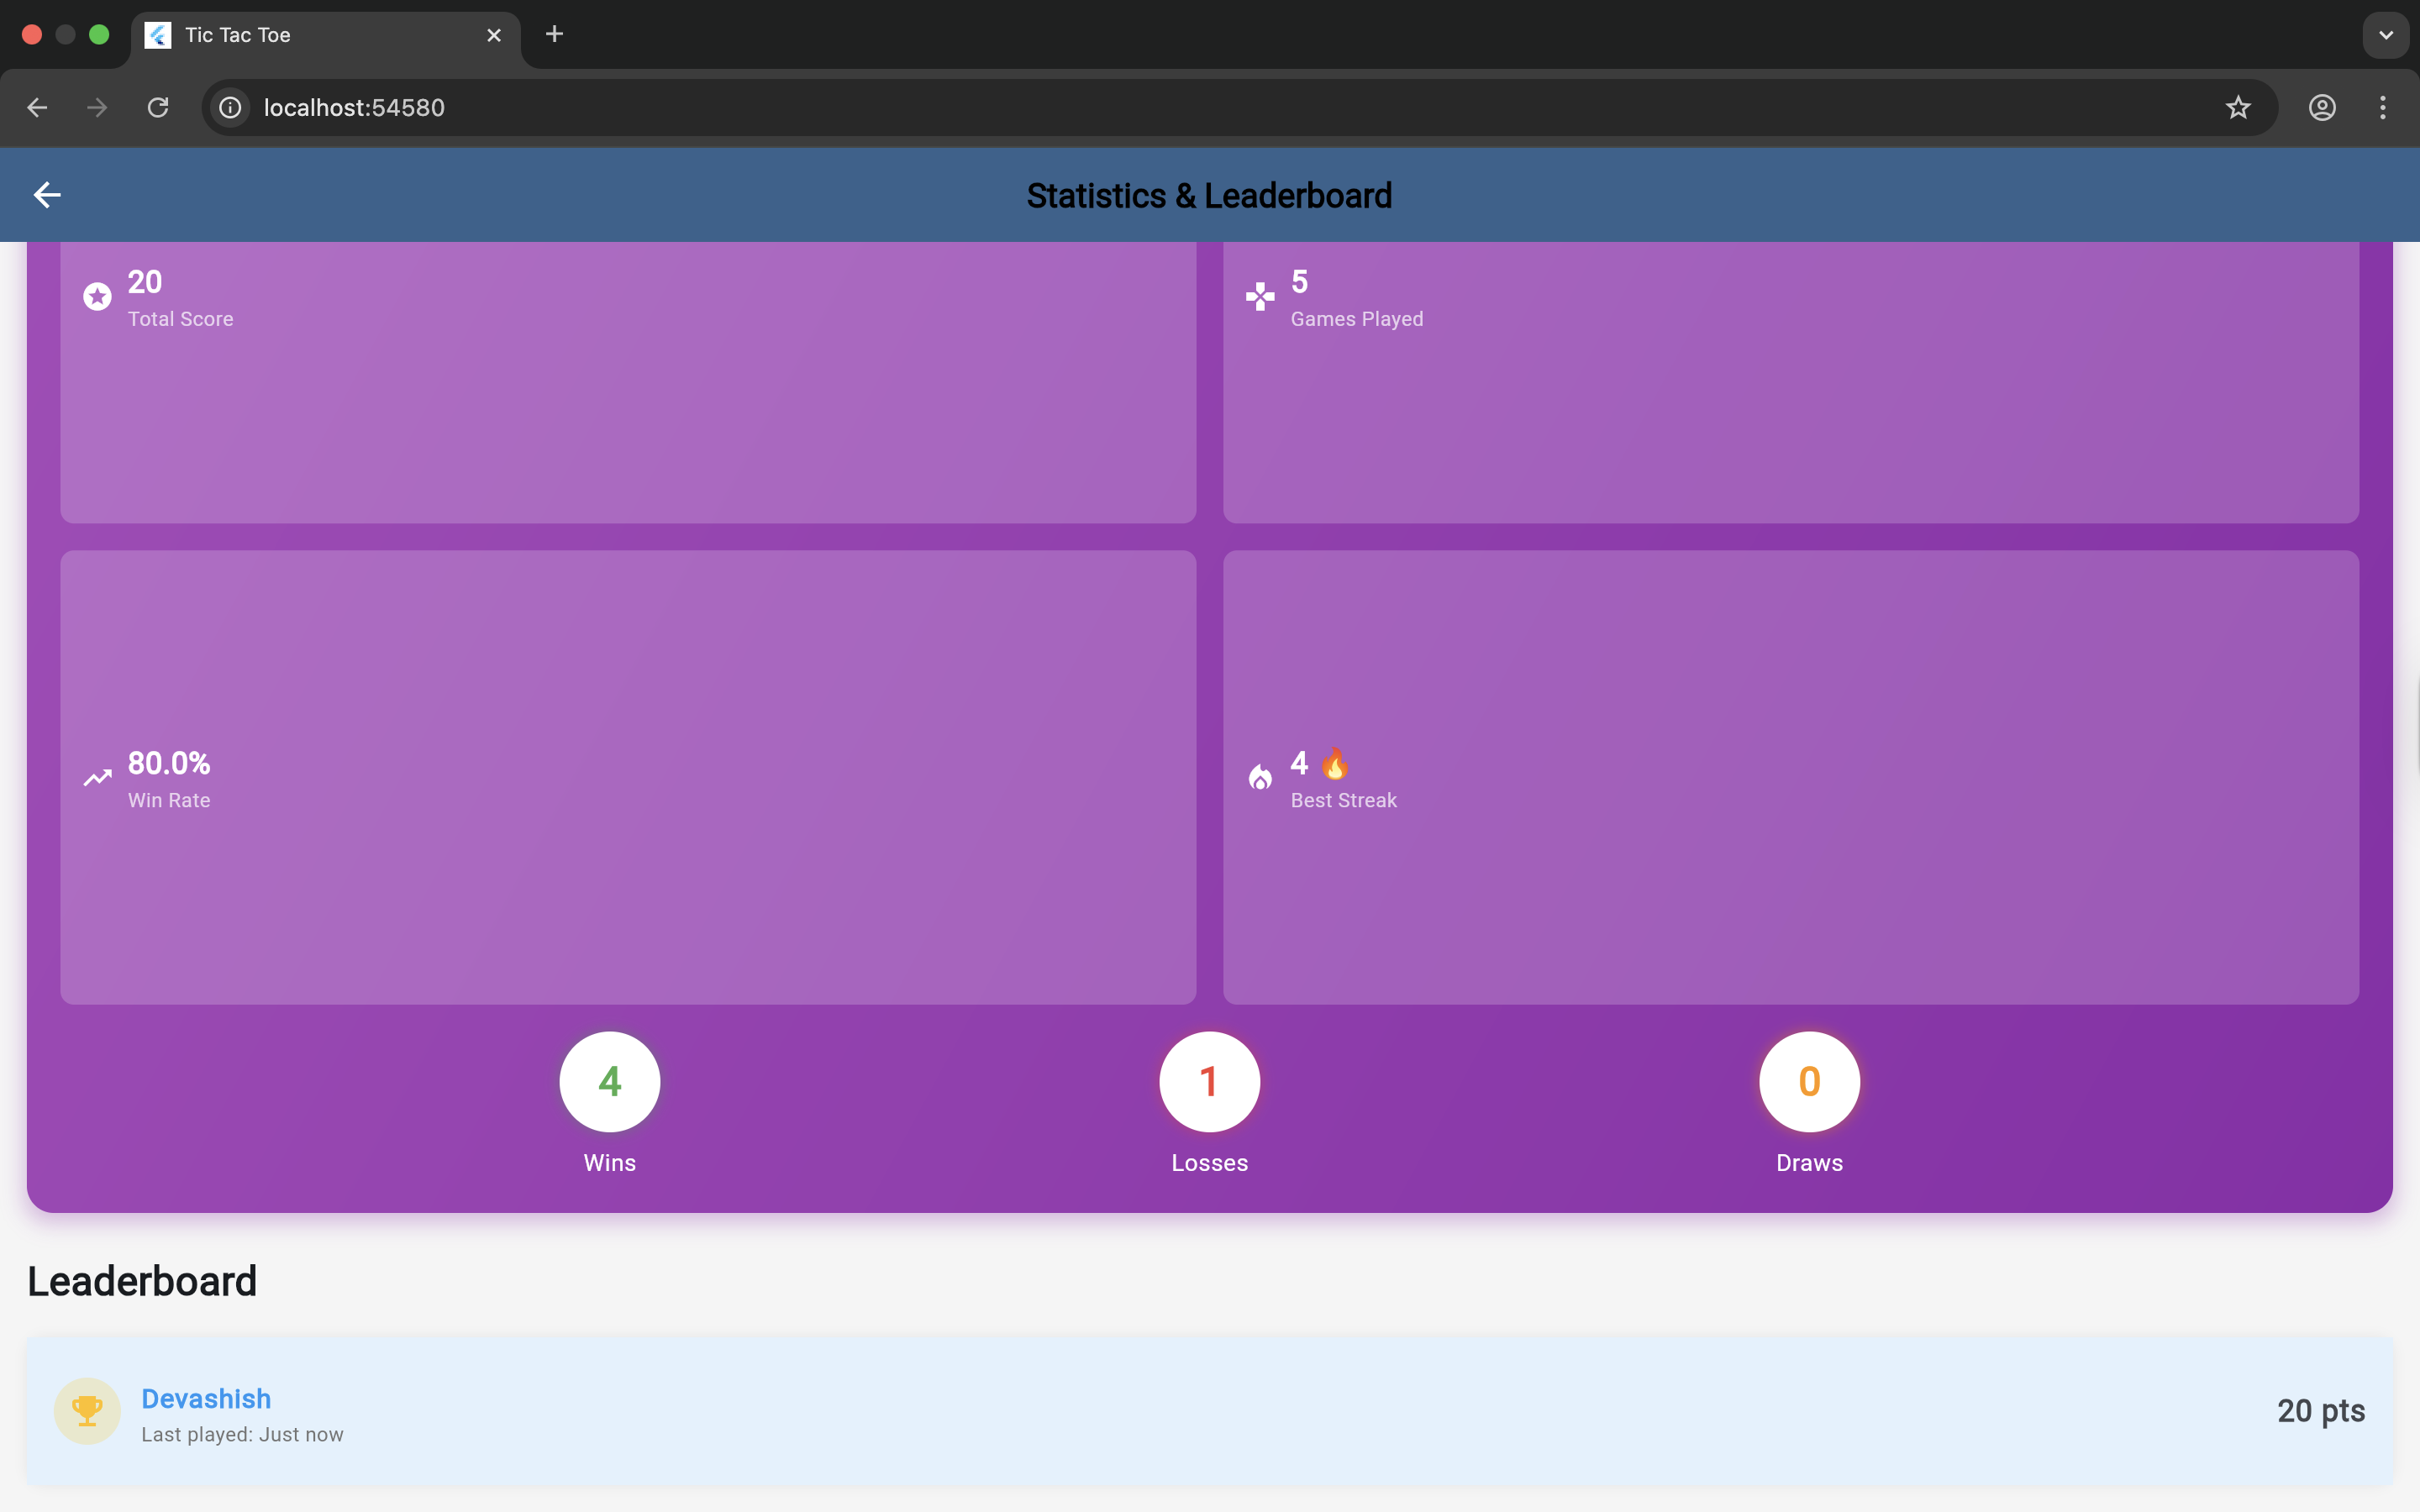 Tic Tac Toe
localhost:54580
Statistics & Leaderboard
20
Total Score
5
Games Played
80.0%
Win Rate
4 🔥
Best Streak
4
Wins
1
Losses
0
Draws
Leaderboard
Devashish
Last played: Just now
20 pts